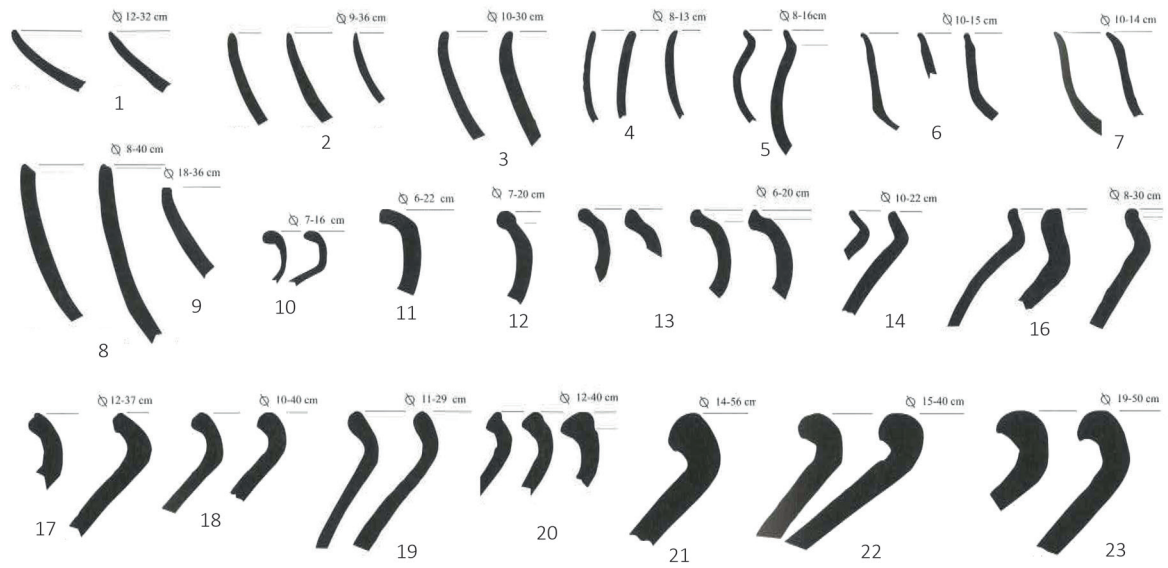 ∅ 12-32 cm
∅ 9-36 cm
∅ 10-30 cm
∅ 8-13 cm
∅ 8-16cm
∅ 10-15 cm
∅ 10-14 cm
1
2
3
4
5
6
7
∅ 8-40 cm
∅ 18-36 cm
∅ 7-16 cm
∅ 6-22 cm
∅ 7-20 cm
∅ 6-20 cm
∅ 10-22 cm
∅ 8-30 cm
8
9
10
11
12
13
14
16
∅ 12-37 cm
∅ 10-40 cm
∅ 11-29 cm
∅ 12-40 cm
∅ 14-56 cm
∅ 15-40 cm
∅ 19-50 cm
17
18
19
20
21
22
23